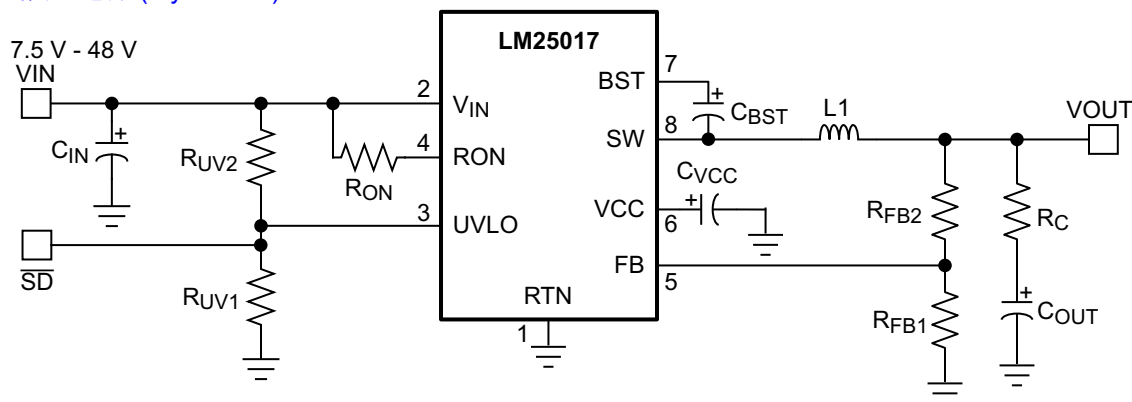 7.5 V - 48 V
VIN
LM25017
2
VIN
BST
7
CBST
L1
VOUT
CIN
RUV2
4
RON
RON
SW
8
CVCC
3
UVLO
VCC
6
RFB2
RC
SD
FB
5
RUV1
RTN
1
RFB1
COUT